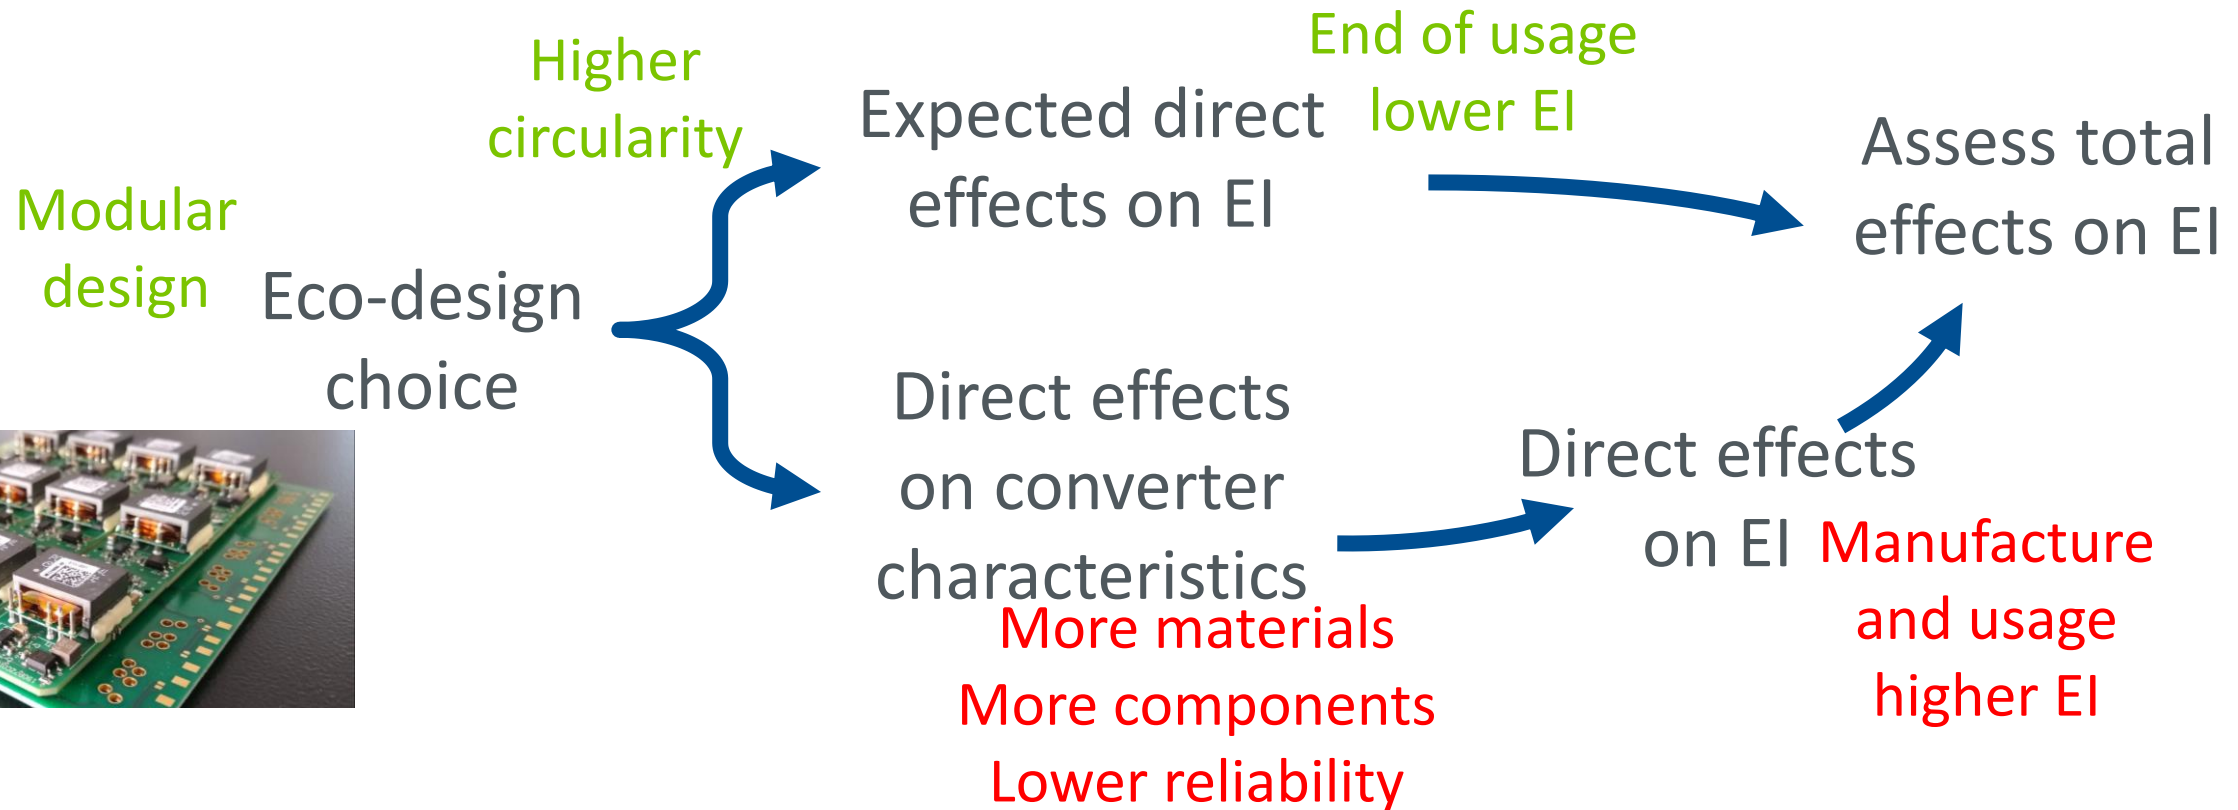 Modular
design
Eco-design
choice
Higher
circularity
Expected direct
effects on EI
End of usage
lower EI
Assess total
effects on EI
Direct effects
on converter
characteristics
More materials
More components
Lower reliability
Direct effects
on EI
Manufacture
and usage
higher EI